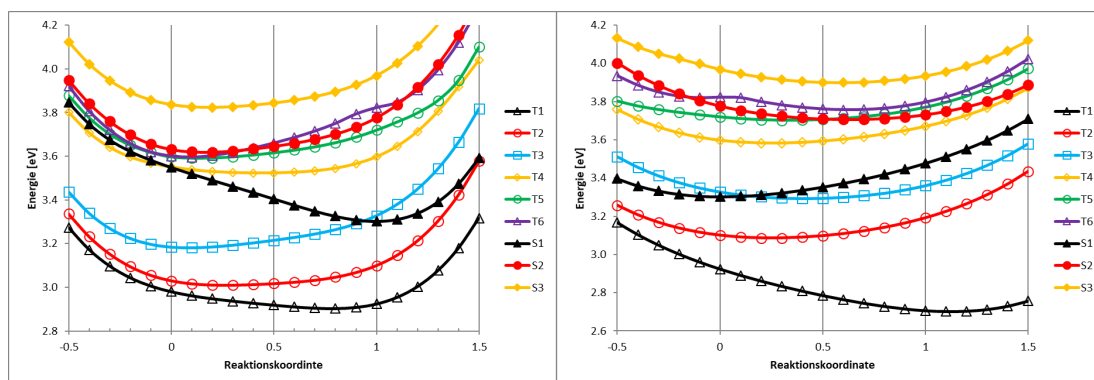 4.2
4.0
3.8
3.6
3.4
3.2
3.0
2.8
Energie [eV]
-0.5 0 0.5 1 1.5
Reaktionskoordinte
T1
T2
T3
T4
T5
T6
S1
S2
S3
4.2
4.0
3.8
3.6
3.4
3.2
3.0
2.8
2.6
Energie [eV]
-0.5 0 0.5 1 1.5
Reaktionskoordinate
T1
T2
T3
T4
T5
T6
S1
S2
S3